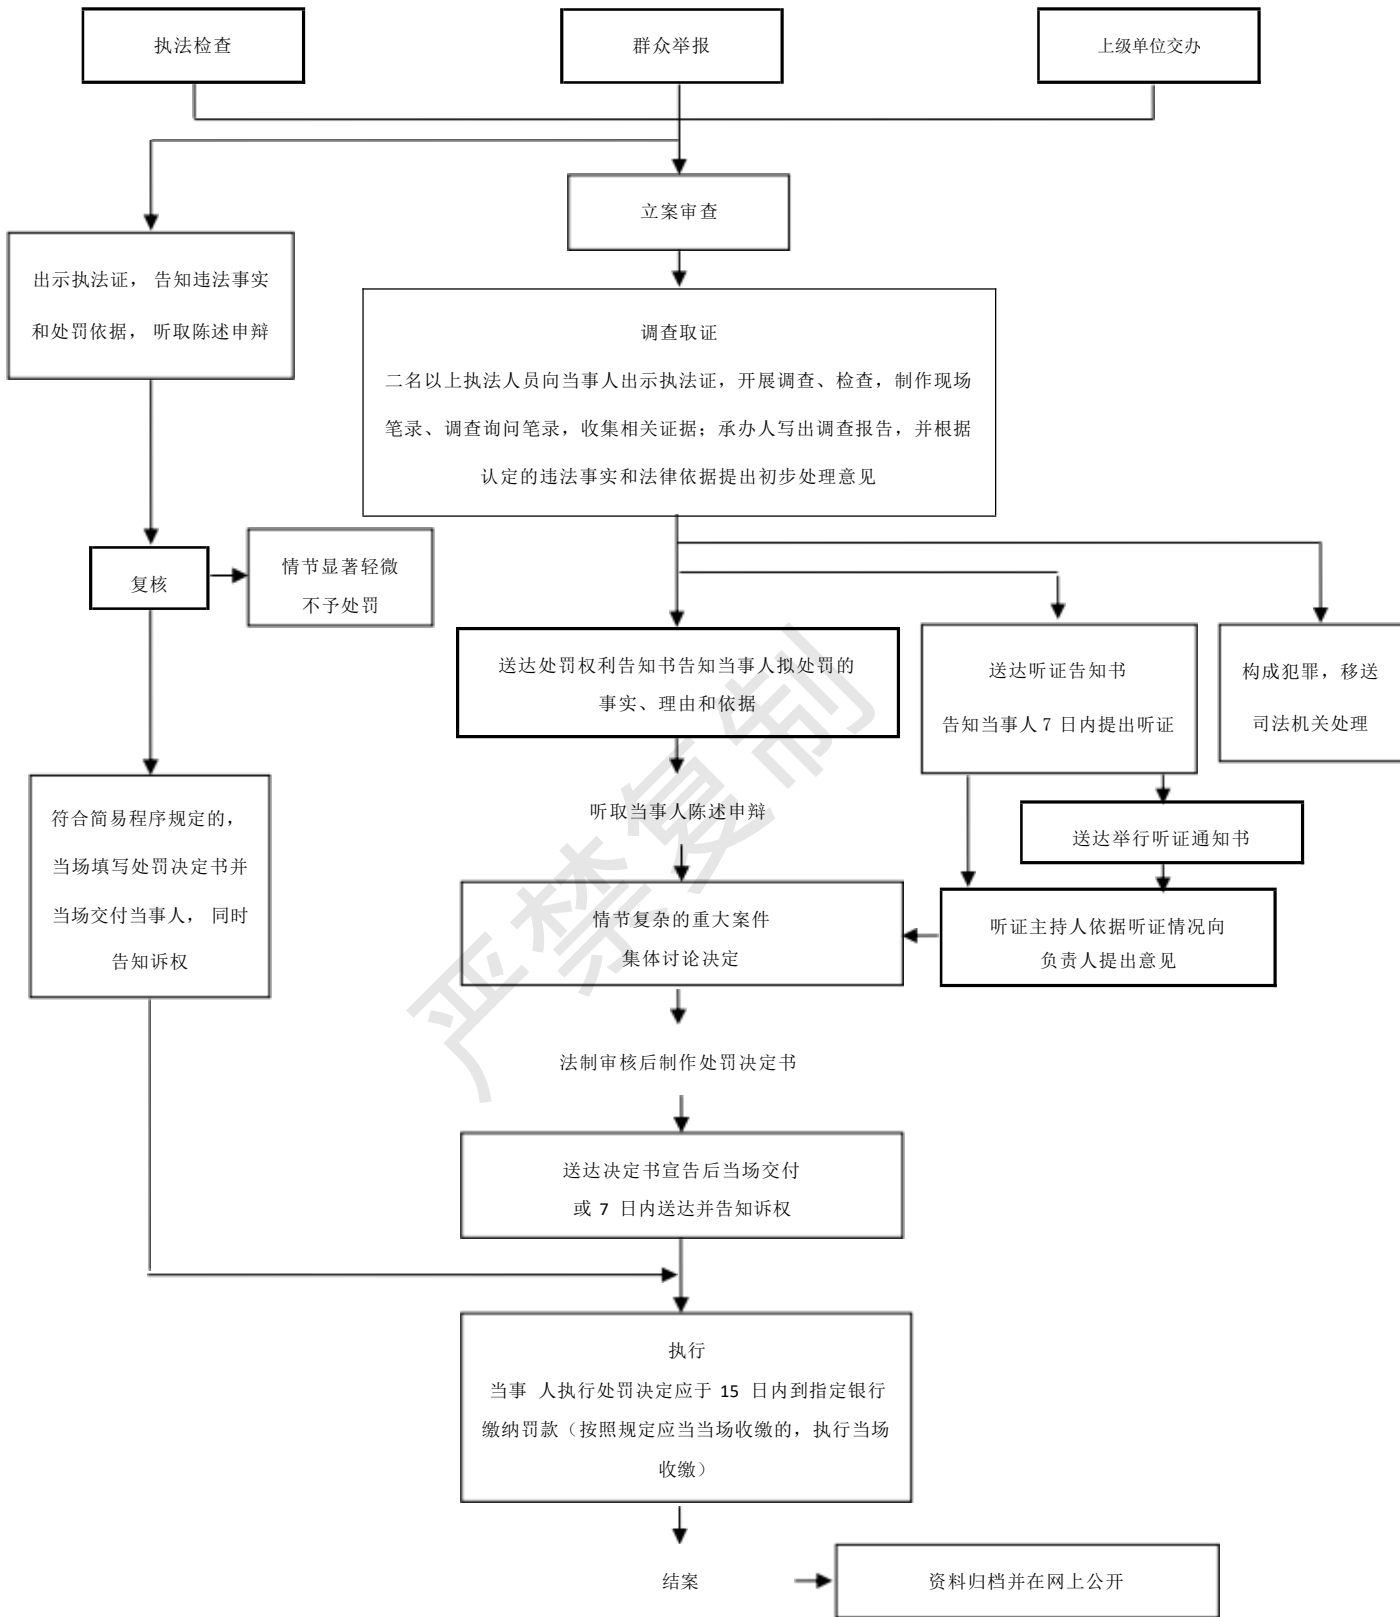 执法检查
群众举报
上级单位交办
立案审查
出示执法证， 告知违法事实
和处罚依据， 听取陈述申辩
调查取证
二名以上执法人员向当事人出示执法证，开展调查、检查，制作现场
笔录、调查询问笔录，收集相关证据；承办人写出调查报告，并根据
认定的违法事实和法律依据提出初步处理意见
复核
情节显著轻微
不予处罚
送达处罚权利告知书告知当事人拟处罚的
事实、理由和依据
送达听证告知书
告知当事人 7 日内提出听证
构成犯罪，移送
司法机关处理
符合简易程序规定的，
当场填写处罚决定书并
当场交付当事人， 同时
告知诉权
听取当事人陈述申辩
送达举行听证通知书
情节复杂的重大案件
集体讨论决定
听证主持人依据听证情况向
负责人提出意见
法制审核后制作处罚决定书
送达决定书宣告后当场交付
或 7 日内送达并告知诉权
执行
当事 人执行处罚决定应于 15 日内到指定银行
缴纳罚款（按照规定应当当场收缴的，执行当场
收缴）
结案
资料归档并在网上公开
严禁复制